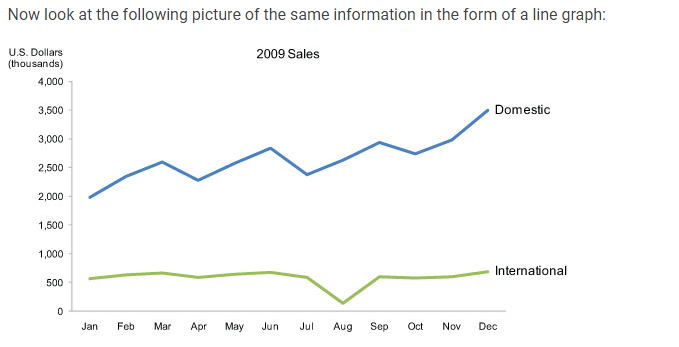 Now look at the following picture of the same information in the form of a line graph:
U.S. Dollars
(thousands)
2009 Sales
4,000
3,500
Domestic
3,000
2,500
2,000
1,500
1,000
International
500
0
Jan Feb Mar Apr May Jun Jul Aug Sep Oct Nov Dec